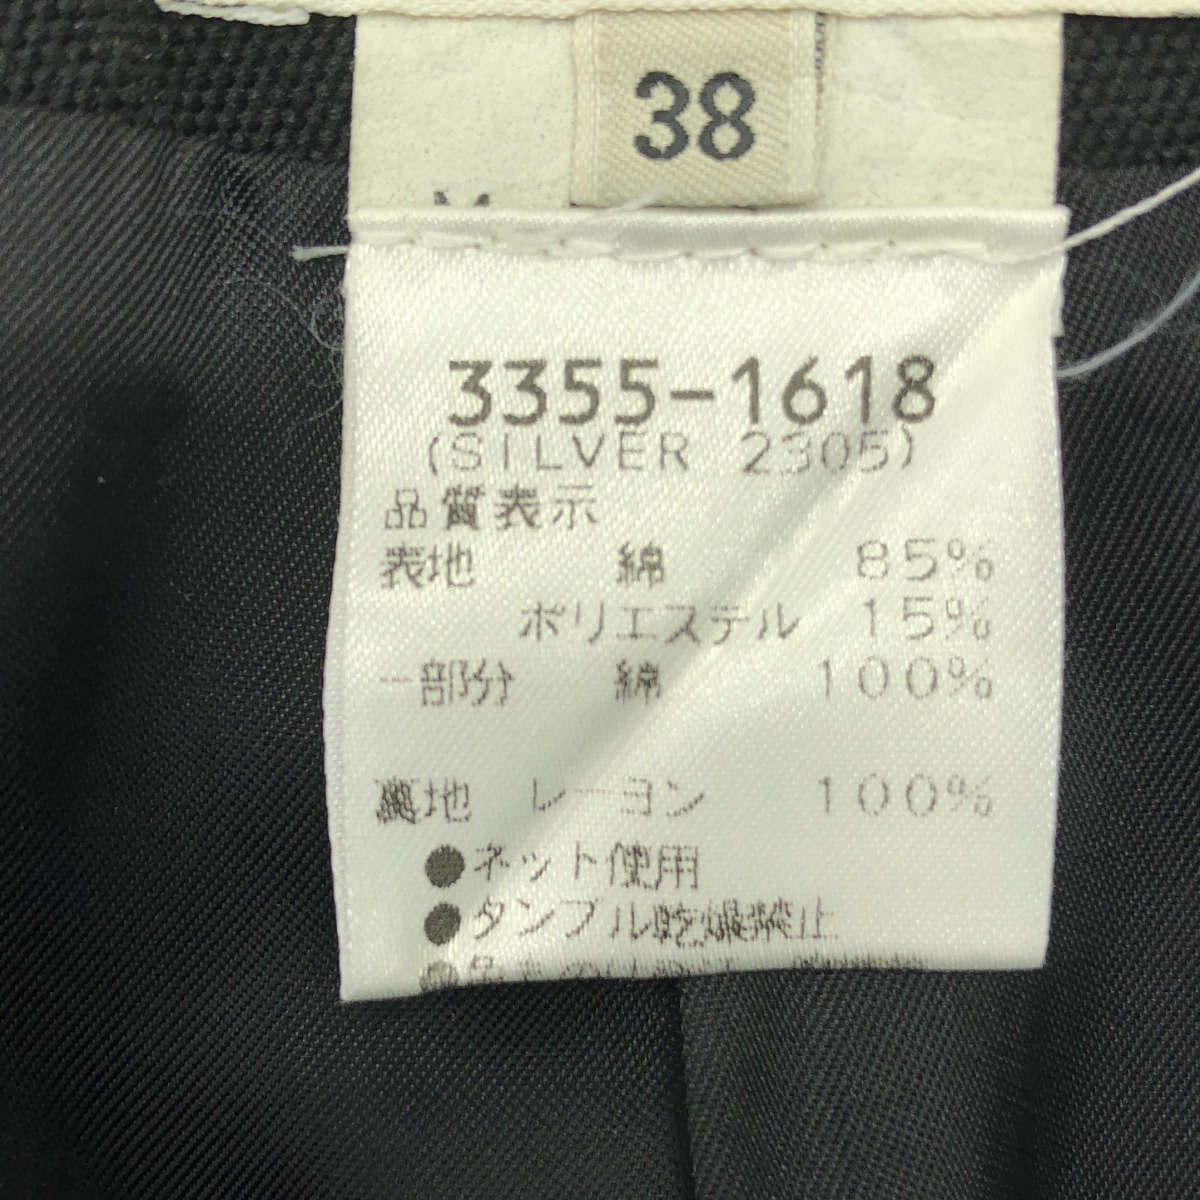 38
M
3355-1618
(SILVER 2305)
品質表示
表地 綿 85%
ポリエステル 15%
一部分 綿 100%
裏地 レーヨン 100%
●ネット使用
●タンブル乾燥禁止